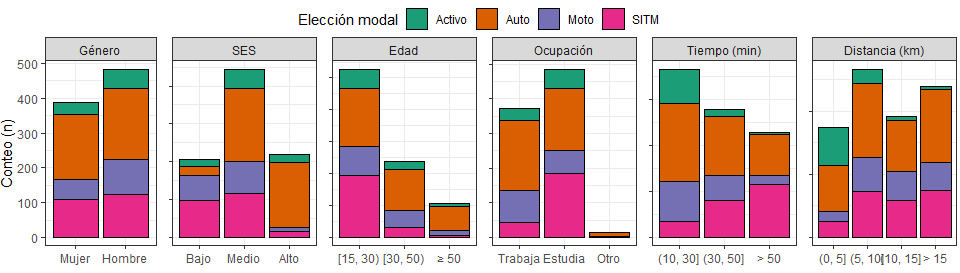 Elección modal Activo Auto Moto SITM
Género SES Edad Ocupación Tiempo (min) Distancia (km)
Conteo (n)
500
400
300
200
100
0
Mujer Hombre Bajo Medio Alto [15, 30) [30, 50) ≥ 50 Trabaja Estudia Otro (10, 30] (30, 50] > 50 (0, 5] (5, 10] (10, 15] > 15